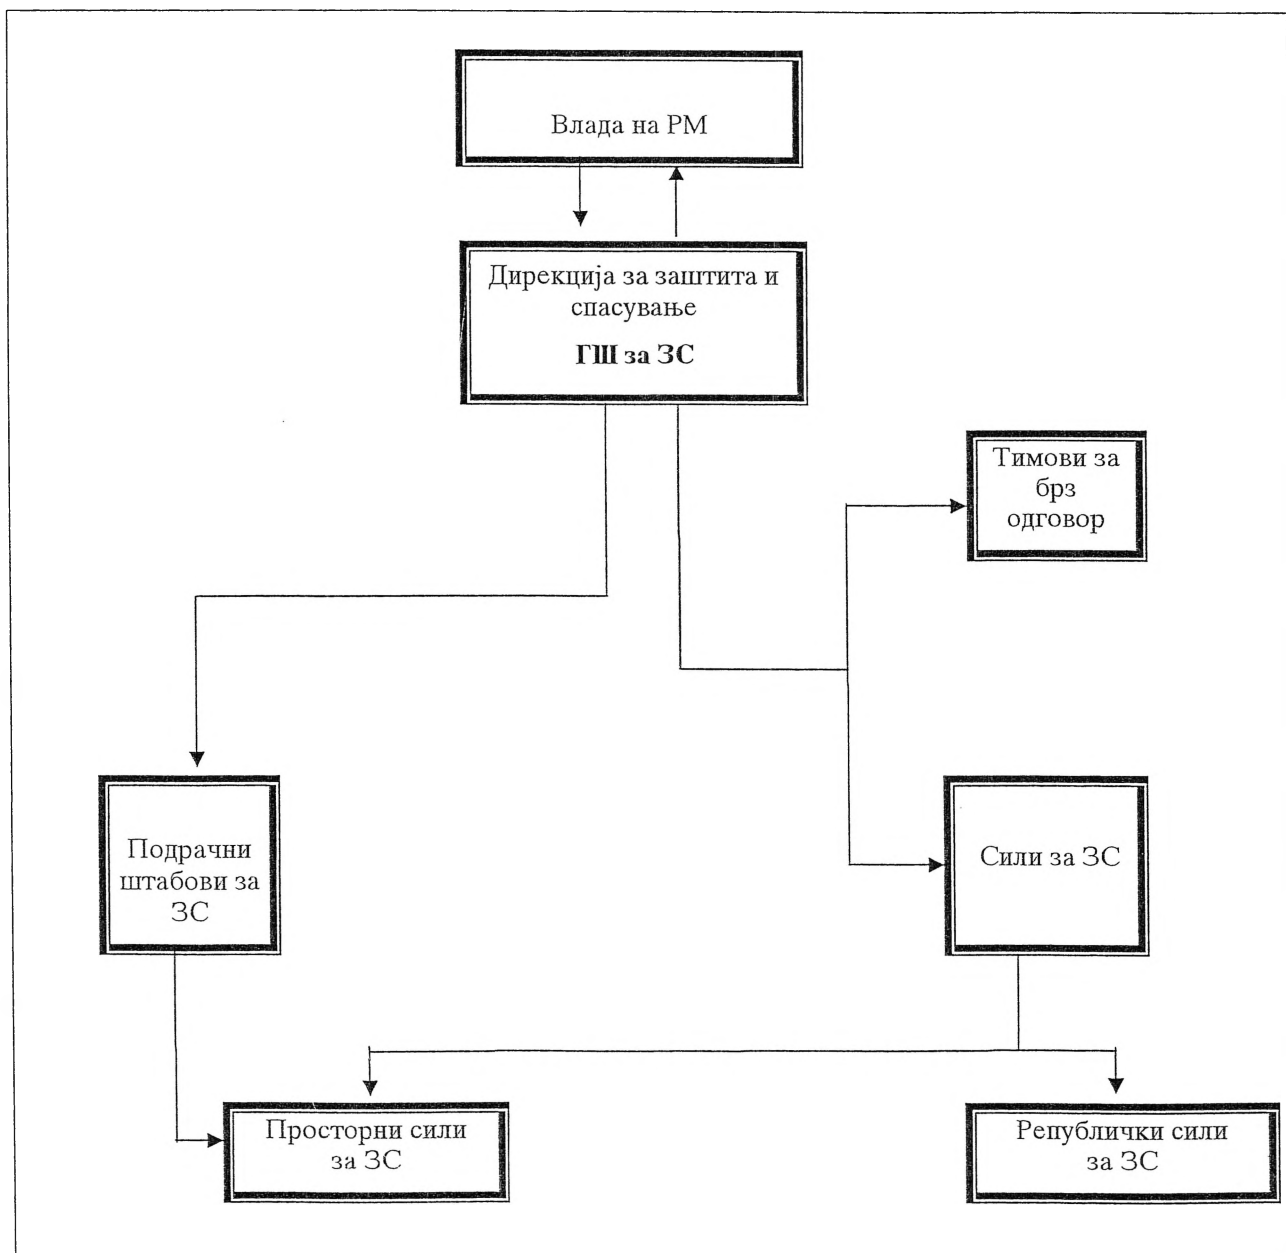 Влада на РМ
Дирекција за заштита и
спасување
ГШ за ЗС
Тимови за
брз
одговор
Подрачни
штабови за
ЗС
Сили за ЗС
Просторни сили
за ЗС
Републички сили
за ЗС